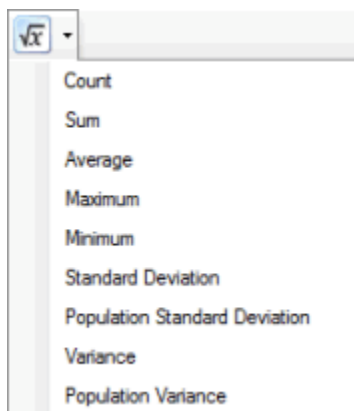 √x
Count
Sum
Average
Maximum
Minimum
Standard Deviation
Population Standard Deviation
Variance
Population Variance